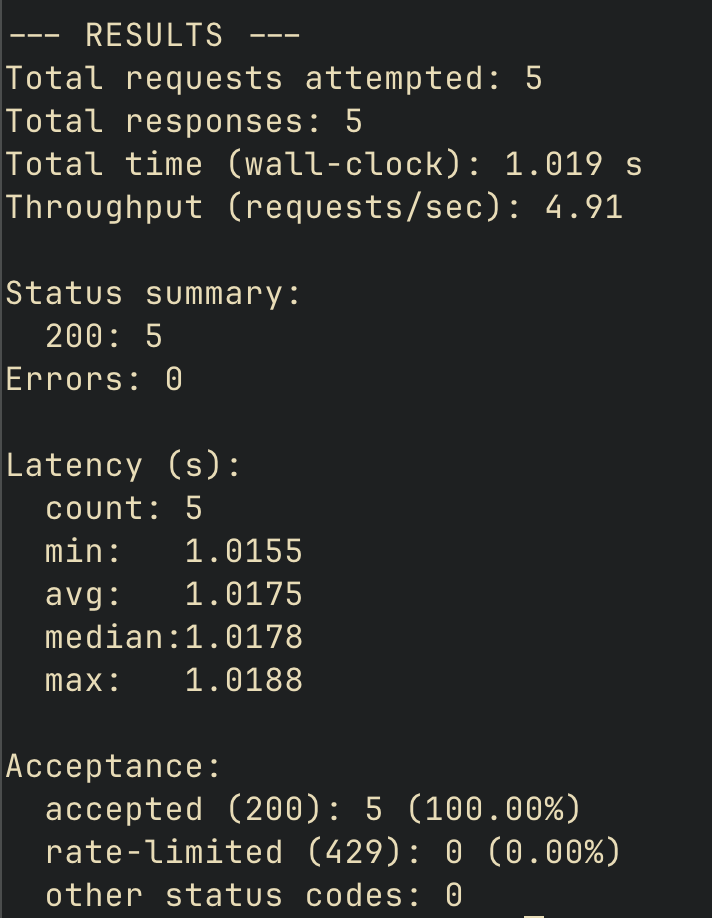 --- RESULTS ---
Total requests attempted: 5
Total responses: 5
Total time (wall-clock): 1.019 s
Throughput (requests/sec): 4.91

Status summary:
  200: 5
Errors: 0

Latency (s):
  count: 5
  min:   1.0155
  avg:   1.0175
  median:1.0178
  max:   1.0188

Acceptance:
  accepted (200): 5 (100.00%)
  rate-limited (429): 0 (0.00%)
  other status codes: 0